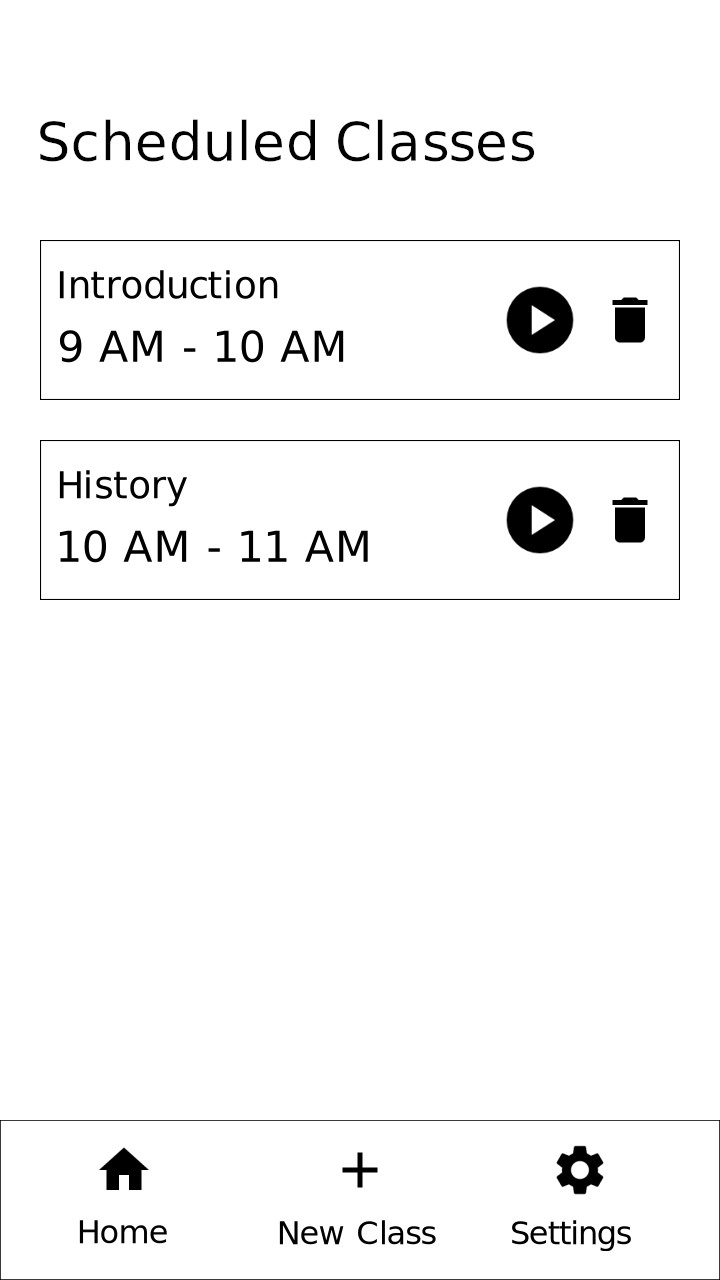 Scheduled Classes
Introduction
9 AM - 10 AM
History
10 AM - 11 AM
Home
New Class
Settings